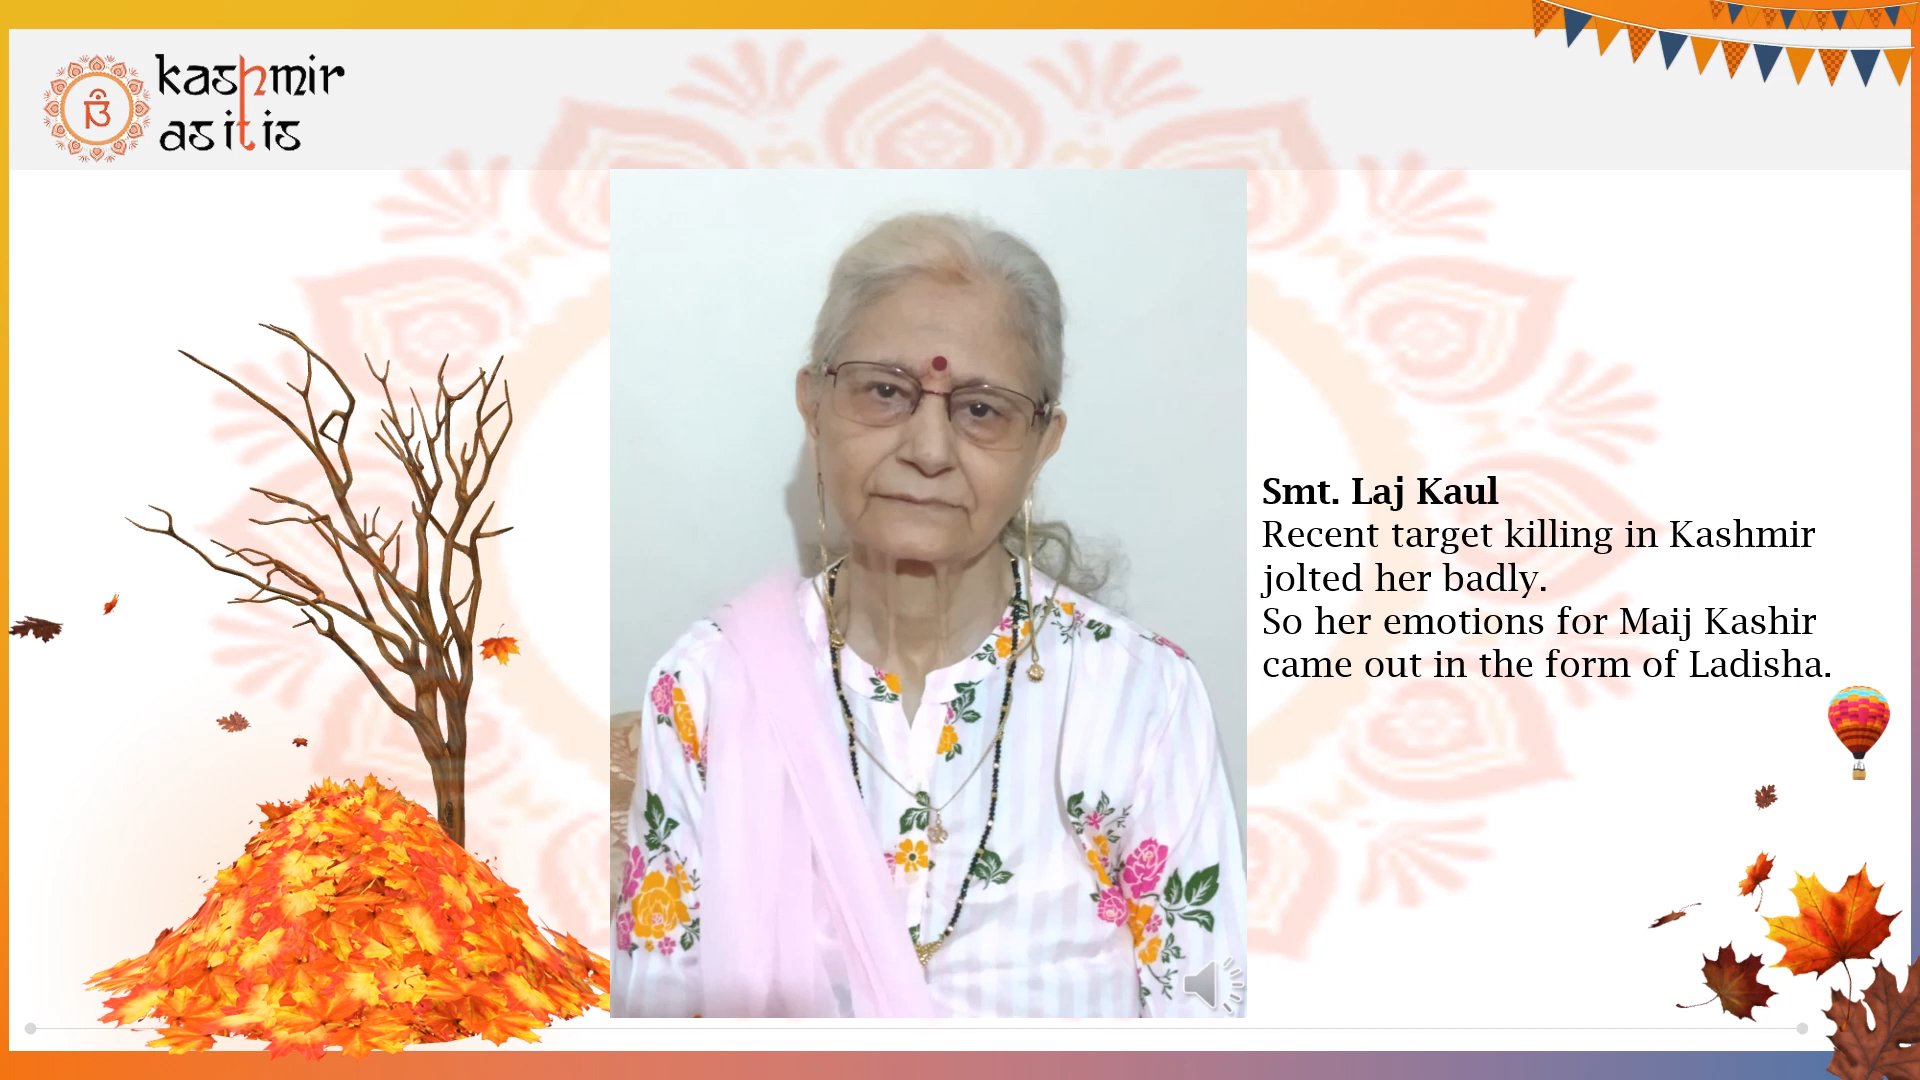 kashmir
as it is
Smt. Laj Kaul
Recent target killing in Kashmir
jolted her badly.
So her emotions for Maij Kashir
came out in the form of Ladisha.